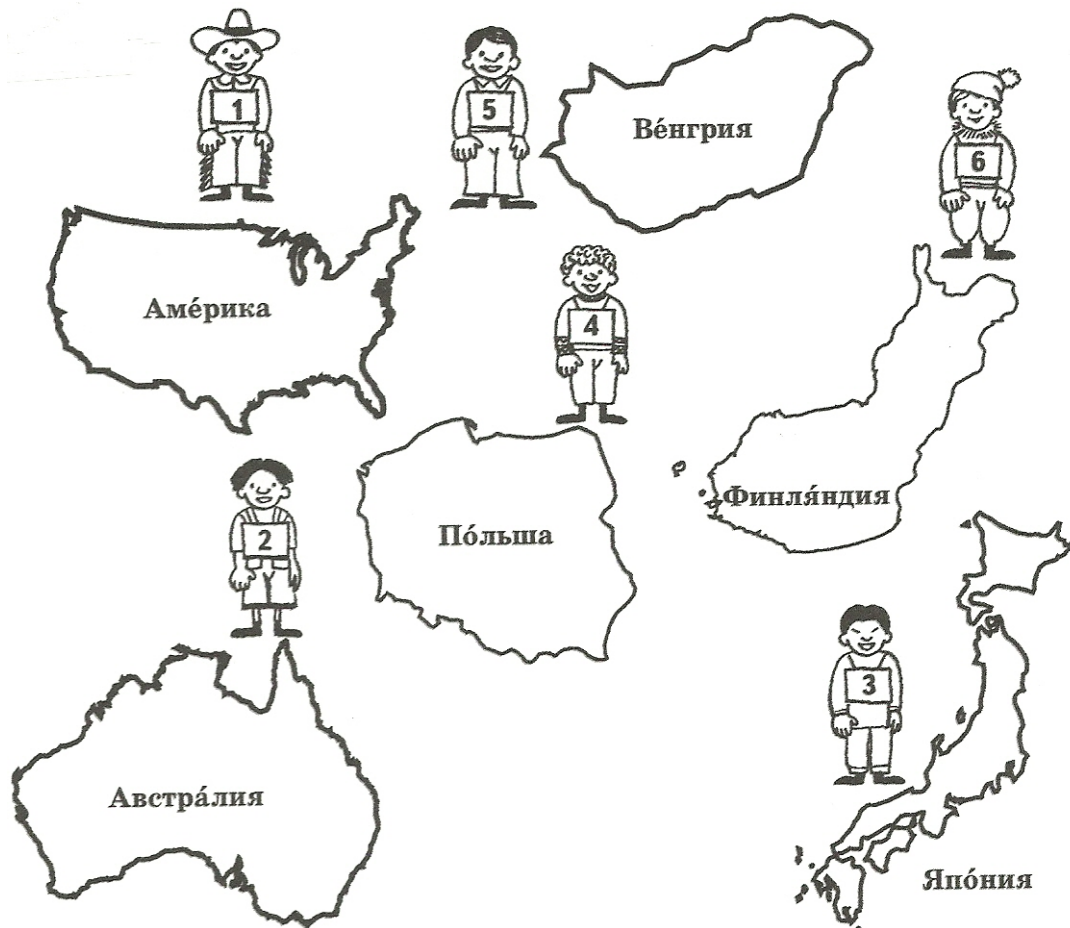 1
5
Ве́нгрия
6
Аме́рика
4
Финля́ндия
2
По́льша
3
Австра́лия
Япо́ния